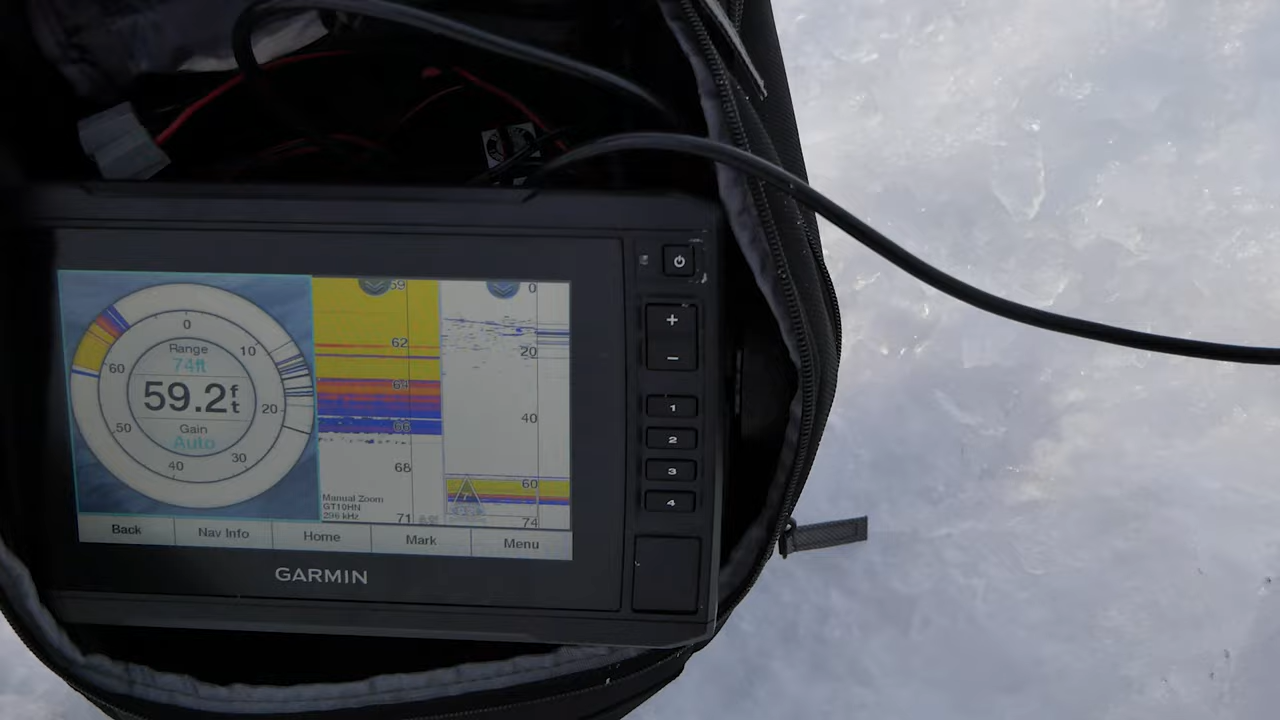 0
10
20
30
40
50
60
Range
74ft
59.2ft
Gain
Auto
59
62
64
66
68
71
Manual Zoom
GT10HN
296 kHz
0
20
40
60
74
Back
Nav Info
Home
Mark
Menu
GARMIN
+
−
1
2
3
4